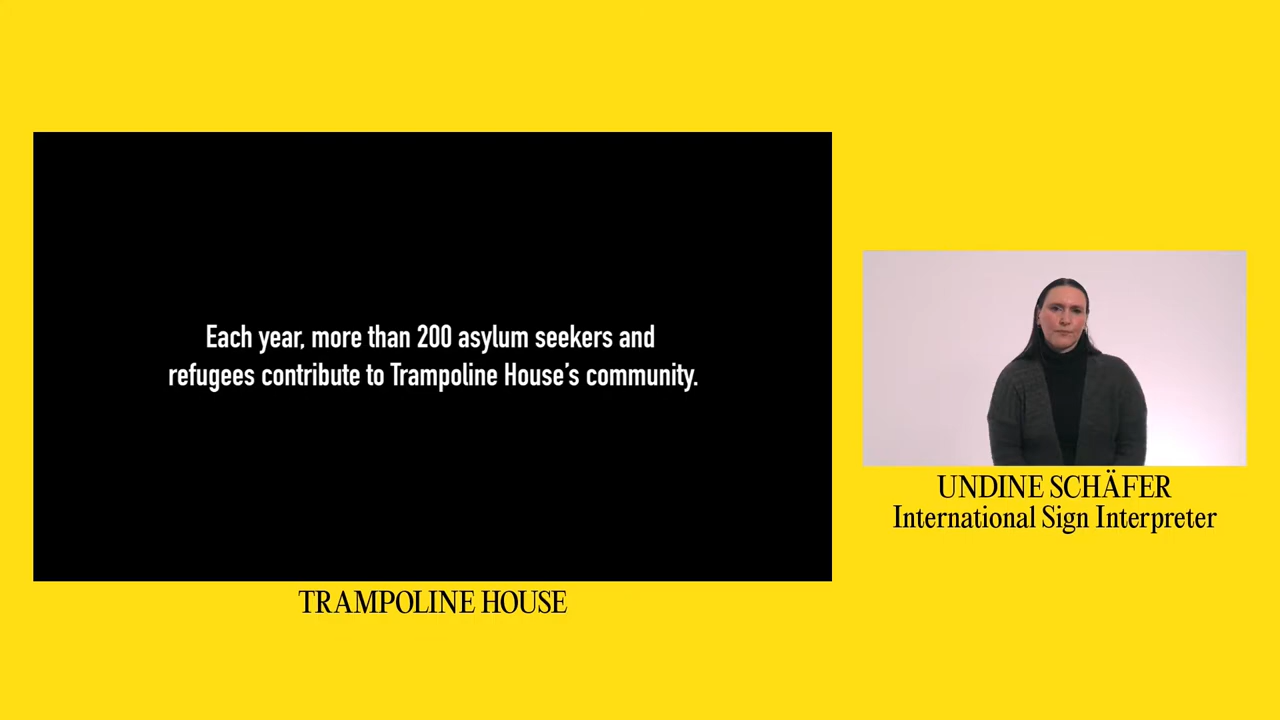 Each year, more than 200 asylum seekers and
refugees contribute to Trampoline House’s community.
TRAMPOLINE HOUSE
UNDINE SCHÄFER
International Sign Interpreter